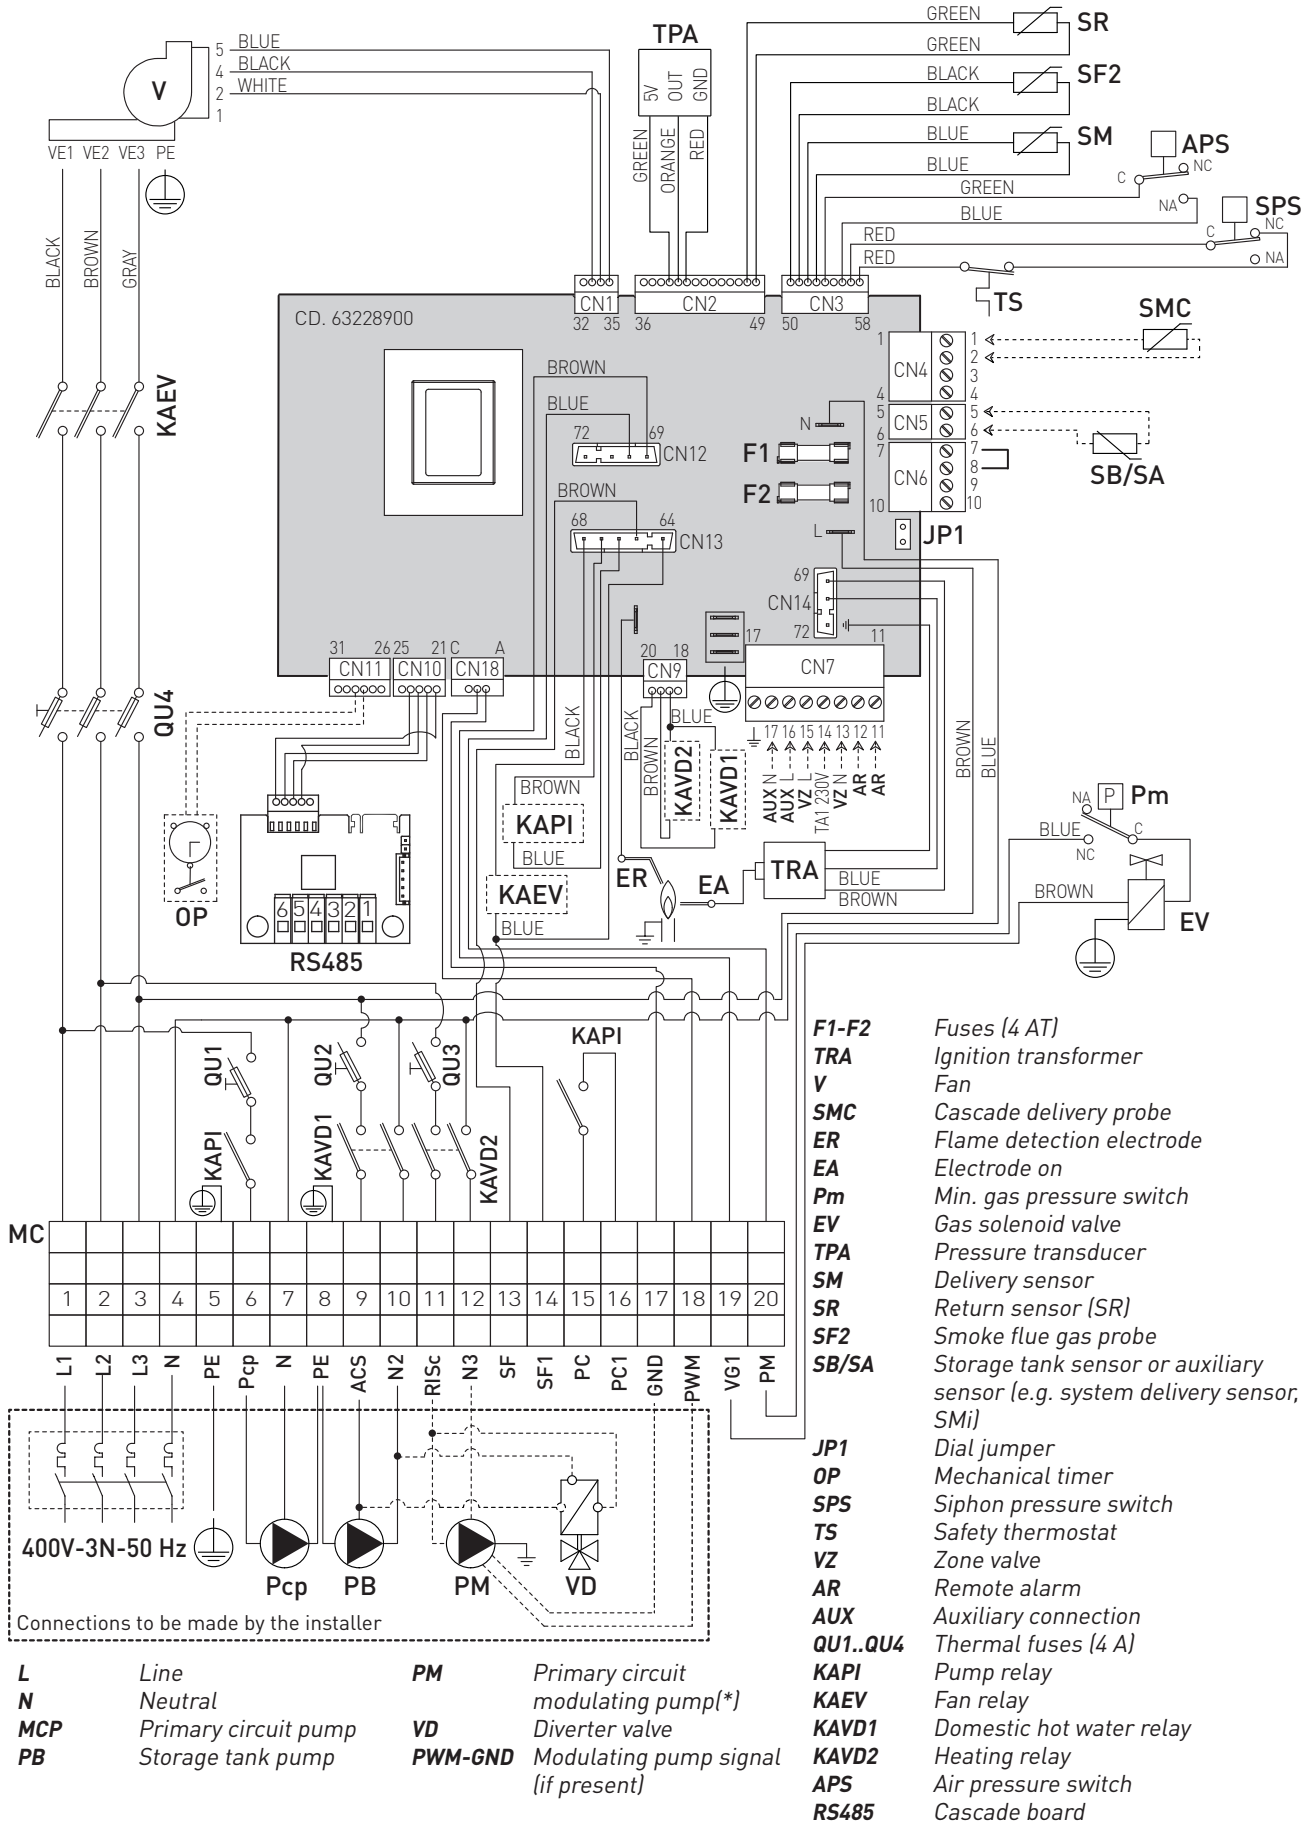 TPA
5V
OUT
GND
GREEN
ORANGE
RED
V
5 BLUE
4 BLACK
2 WHITE
1
VE1 VE2 VE3 PE
BLACK
BROWN
GRAY
GREEN
GREEN
SR
BLACK
BLACK
SF2
BLUE
BLUE
SM
GREEN
BLUE
RED
RED
APS
C
NC
NA
SPS
C
NC
NA
TS
CD. 63228900
CN1
32 35
CN2
36 49
CN3
50 58
SMC
1 1
2
CN4
3
4 4
5 5
CN5
6 6
7 7
8
CN6
9
10 10
SB/SA
JP1
KAEV
BROWN
BLUE
72 69
CN12
BROWN
68 64
CN13
N
F1
F2
L
69
CN14
72
QU4
31 26
CN11
25 21
CN10
C A
CN18
20 18
CN9
17 11
CN7
17 16 15 14 13 12 11
AUX N
AUX L
VZ L
TA1 230V
VZ N
AR
AR
BROWN
BLUE
BLACK
BROWN
KAPI
BLUE
KAEV
BLUE
BLACK
BROWN
BLUE
KAVD2
KAVD1
OP
6 5 4 3 2 1
RS485
ER
EA
TRA
BLUE
BROWN
NA
P
Pm
BLUE
C
NC
BROWN
EV
QU1
KAPI
QU2
KAVD1
QU3
KAVD2
KAPI
MC
1 2 3 4 5 6 7 8 9 10 11 12 13 14 15 16 17 18 19 20
L1 L2 L3 N PE Pcp N PE ACS N2 RISc N3 SF SF1 PC PC1 GND PWM VG1 PM
400V-3N-50 Hz
Pcp
PB
PM
VD
Connections to be made by the installer
L Line
N Neutral
MCP Primary circuit pump
PB Storage tank pump
PM Primary circuit
modulating pump(*)
VD Diverter valve
PWM-GND Modulating pump signal
(if present)
F1-F2 Fuses (4 AT)
TRA Ignition transformer
V Fan
SMC Cascade delivery probe
ER Flame detection electrode
EA Electrode on
Pm Min. gas pressure switch
EV Gas solenoid valve
TPA Pressure transducer
SM Delivery sensor
SR Return sensor (SR)
SF2 Smoke flue gas probe
SB/SA Storage tank sensor or auxiliary
sensor (e.g. system delivery sensor,
SMi)
JP1 Dial jumper
OP Mechanical timer
SPS Siphon pressure switch
TS Safety thermostat
VZ Zone valve
AR Remote alarm
AUX Auxiliary connection
QU1..QU4 Thermal fuses (4 A)
KAPI Pump relay
KAEV Fan relay
KAVD1 Domestic hot water relay
KAVD2 Heating relay
APS Air pressure switch
RS485 Cascade board